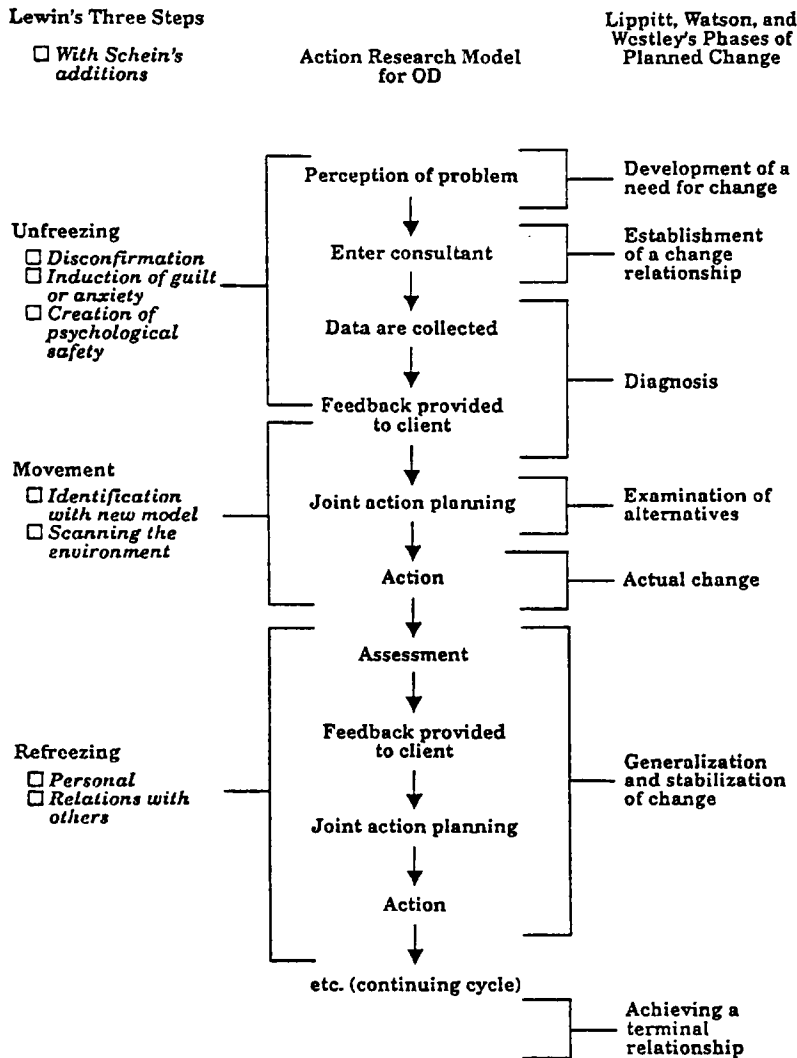 Lewin's Three Steps
☐ With Schein's
additions
Action Research Model
for OD
Lippitt, Watson, and
Westley's Phases of
Planned Change
Unfreezing
☐ Disconfirmation
☐ Induction of guilt
or anxiety
☐ Creation of
psychological
safety
Movement
☐ Identification
with new model
☐ Scanning the
environment
Refreezing
☐ Personal
☐ Relations with
others
Perception of problem
Enter consultant
Data are collected
Feedback provided
to client
Joint action planning
Action
Assessment
Feedback provided
to client
Joint action planning
Action
etc. (continuing cycle)
Development of a
need for change
Establishment
of a change
relationship
Diagnosis
Examination of
alternatives
Actual change
Generalization
and stabilization
of change
Achieving a
terminal
relationship